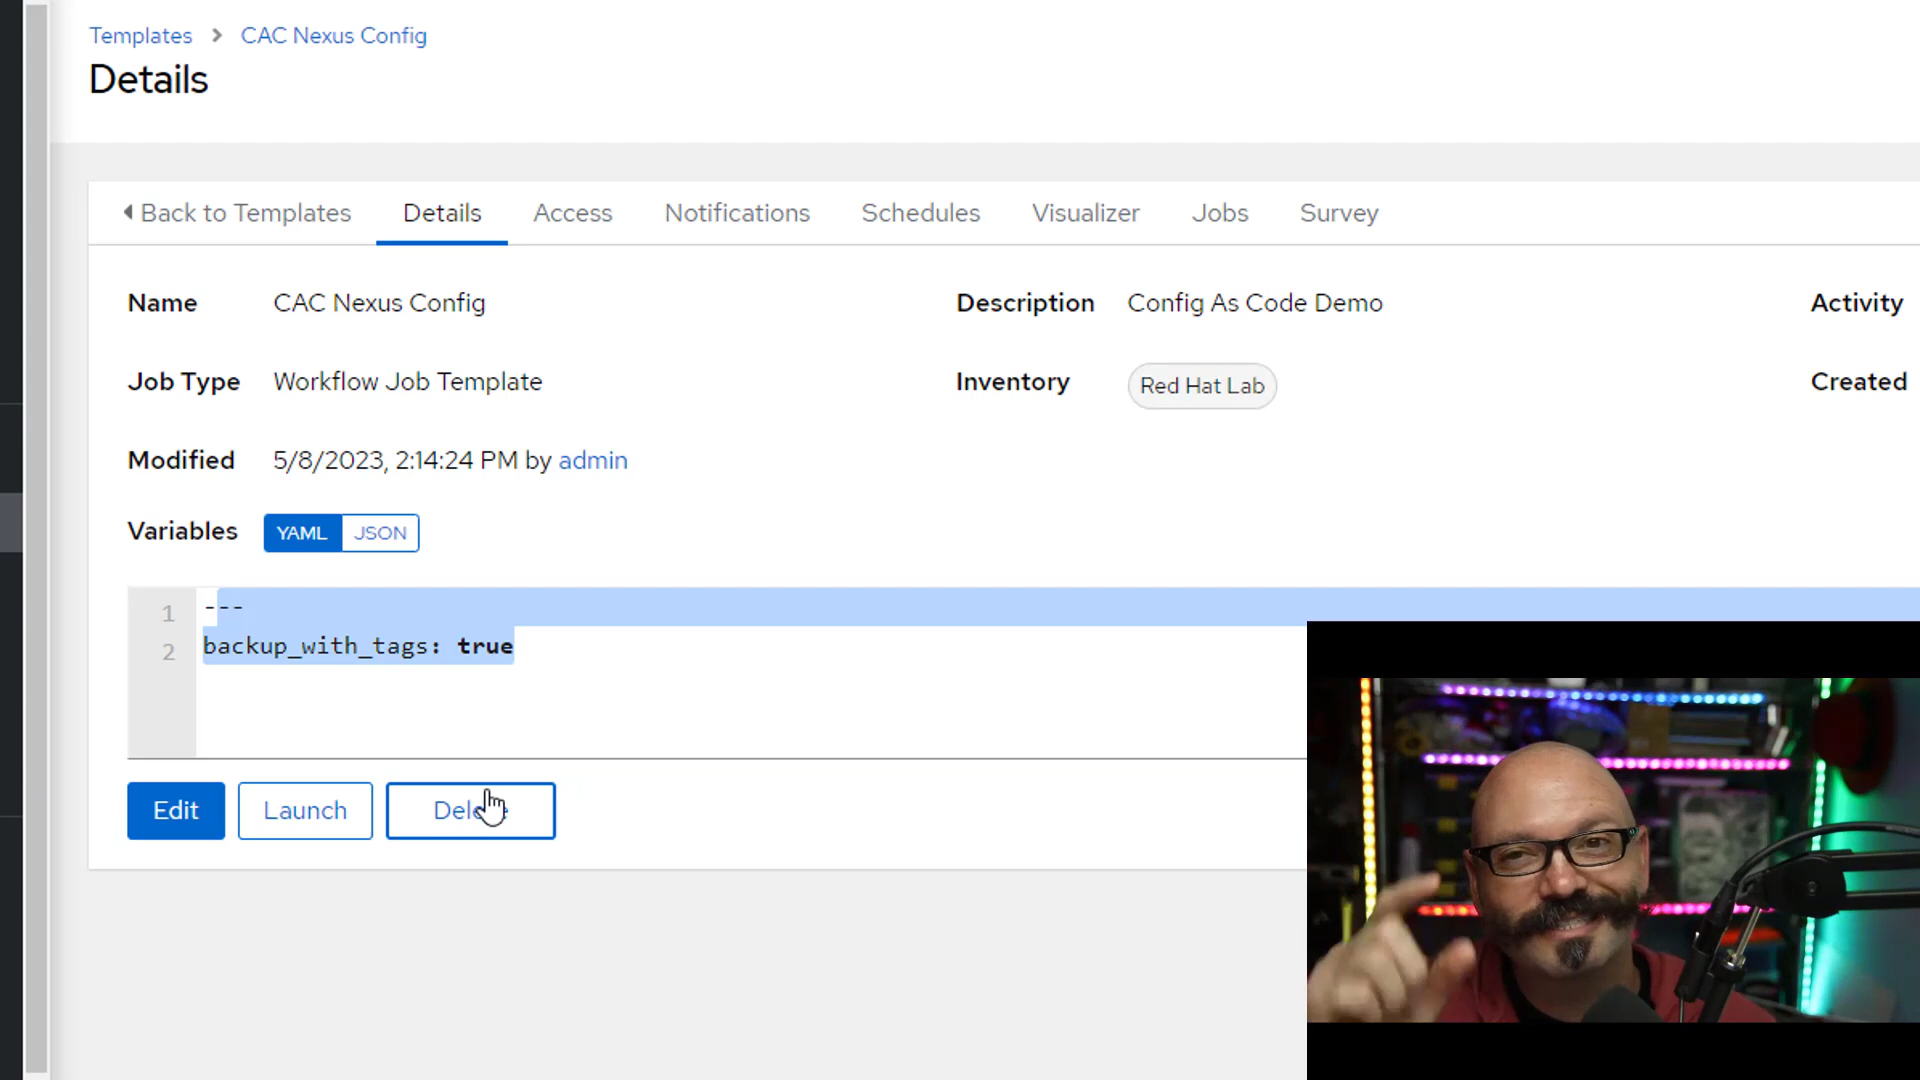 Templates > CAC Nexus Config
Details
Back to Templates Details Access Notifications Schedules Visualizer Jobs Survey
Name CAC Nexus Config Description Config As Code Demo Activity
Job Type Workflow Job Template Inventory Red Hat Lab Created
Modified 5/8/2023, 2:14:24 PM by admin
Variables YAML JSON
1 ---
2 backup_with_tags: true
Edit Launch Delete